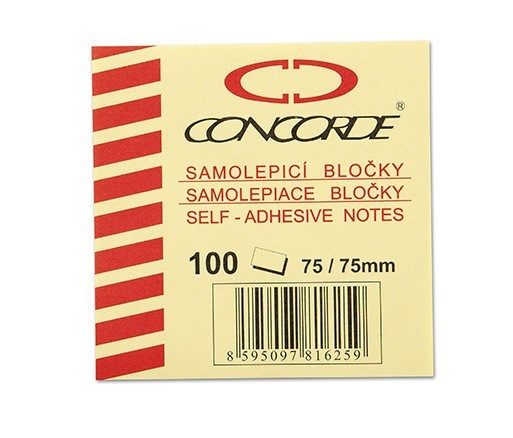 CONCORDE®
SAMOLEPICÍ BLOČKY
SAMOLEPIACE BLOČKY
SELF - ADHESIVE NOTES
100 75 / 75mm
8 595097 816259